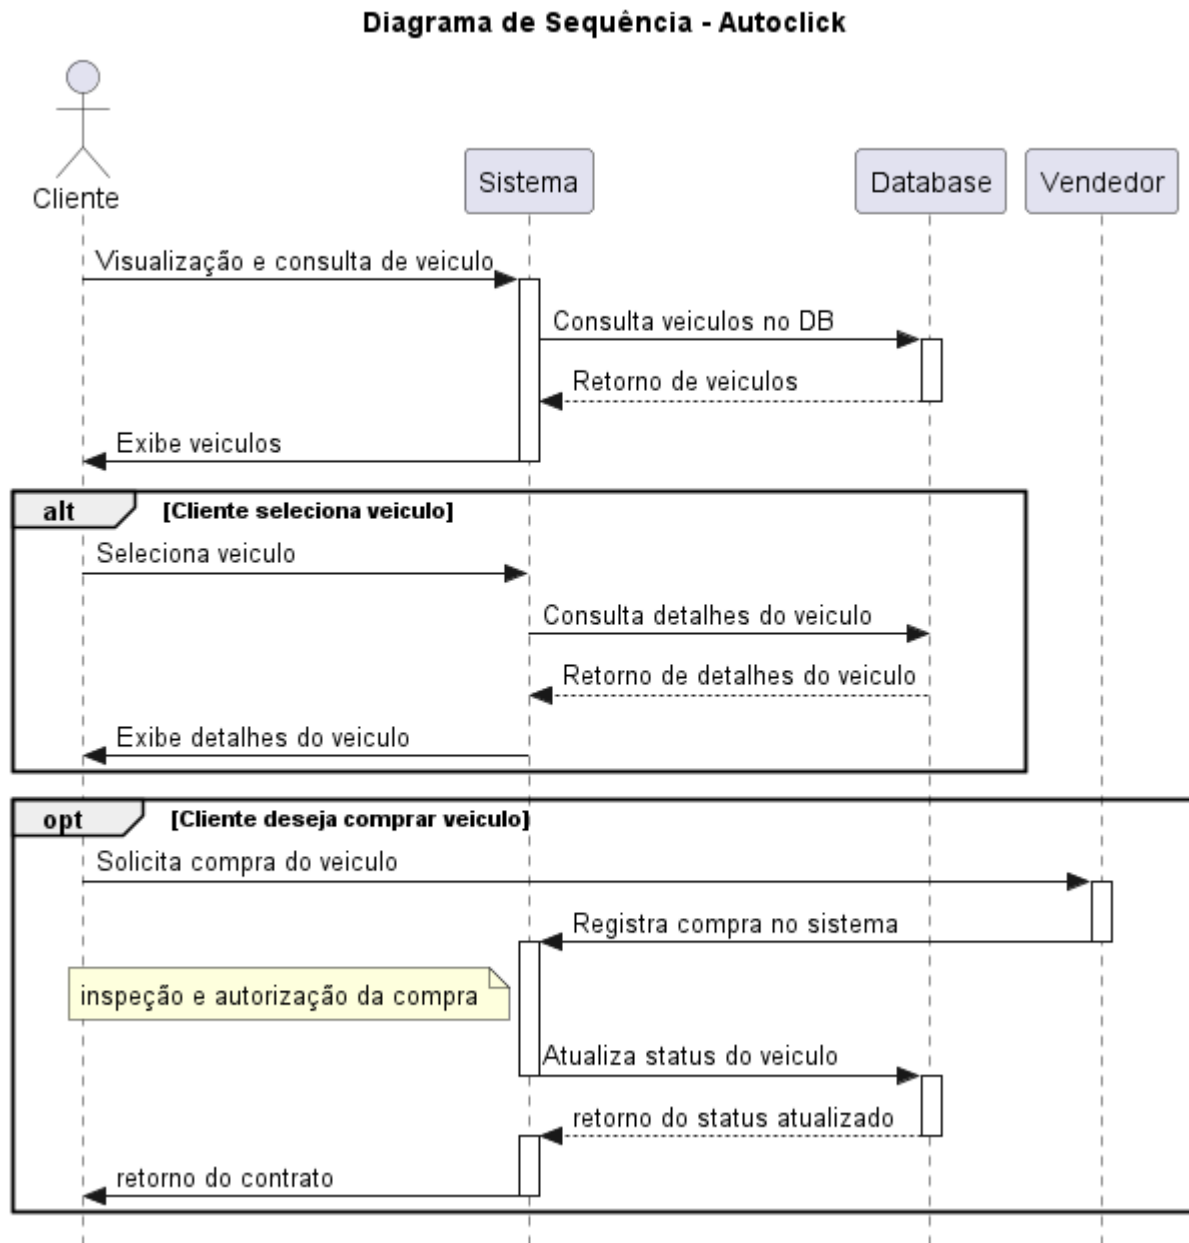 Diagrama de Sequência - Autoclick
Cliente
Sistema
Database
Vendedor
Visualização e consulta de veiculo
Consulta veiculos no DB
Retorno de veiculos
Exibe veiculos
alt
[Cliente seleciona veiculo]
Seleciona veiculo
Consulta detalhes do veiculo
Retorno de detalhes do veiculo
Exibe detalhes do veiculo
opt
[Cliente deseja comprar veiculo]
Solicita compra do veiculo
Registra compra no sistema
inspeção e autorização da compra
Atualiza status do veiculo
retorno do status atualizado
retorno do contrato